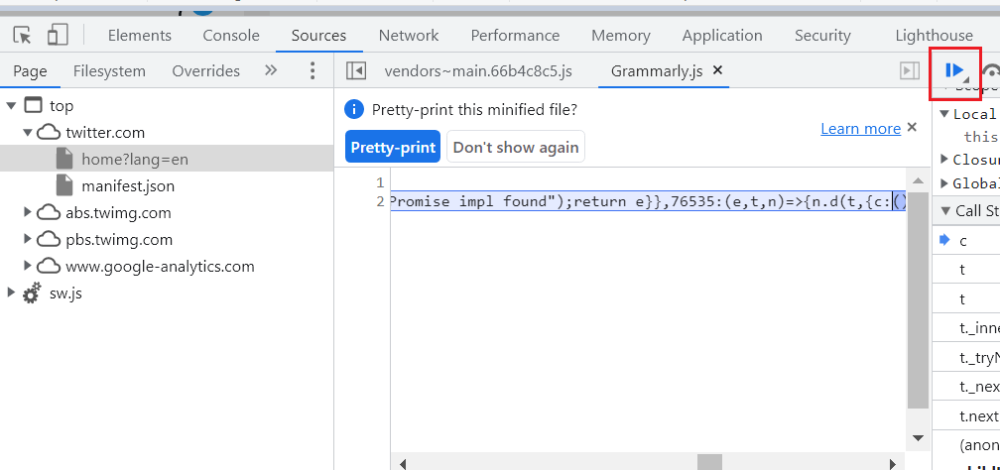 Elements Console Sources Network Performance Memory Application Security Lighthouse
Page Filesystem Overrides »
vendors~main.66b4c8c5.js Grammarly.js ×
top
twitter.com
home?lang=en
manifest.json
abs.twimg.com
pbs.twimg.com
www.google-analytics.com
sw.js
Pretty-print this minified file?
Learn more ×
Pretty-print Don't show again
1
2 Promise impl found");return e}},76535:(e,t,n)=>{n.d(t,{c:()
Local
this
Closu
Globa
Call St
c
t
t
t._inne
t._tryN
t._nex
t.next
(anon